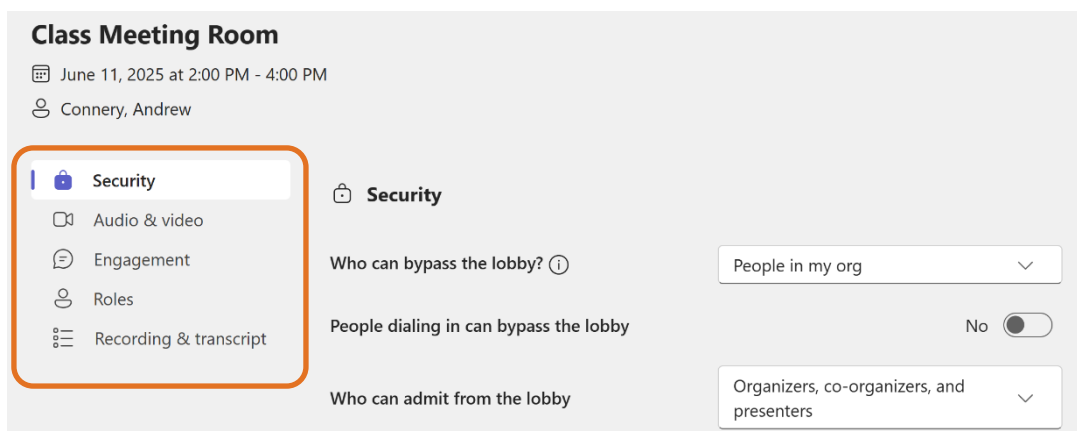 Class Meeting Room
June 11, 2025 at 2:00 PM - 4:00 PM
Connery, Andrew
Security
Audio & video
Engagement
Roles
Recording & transcript
Security
Who can bypass the lobby?
People in my org
People dialing in can bypass the lobby
No
Who can admit from the lobby
Organizers, co-organizers, and
presenters